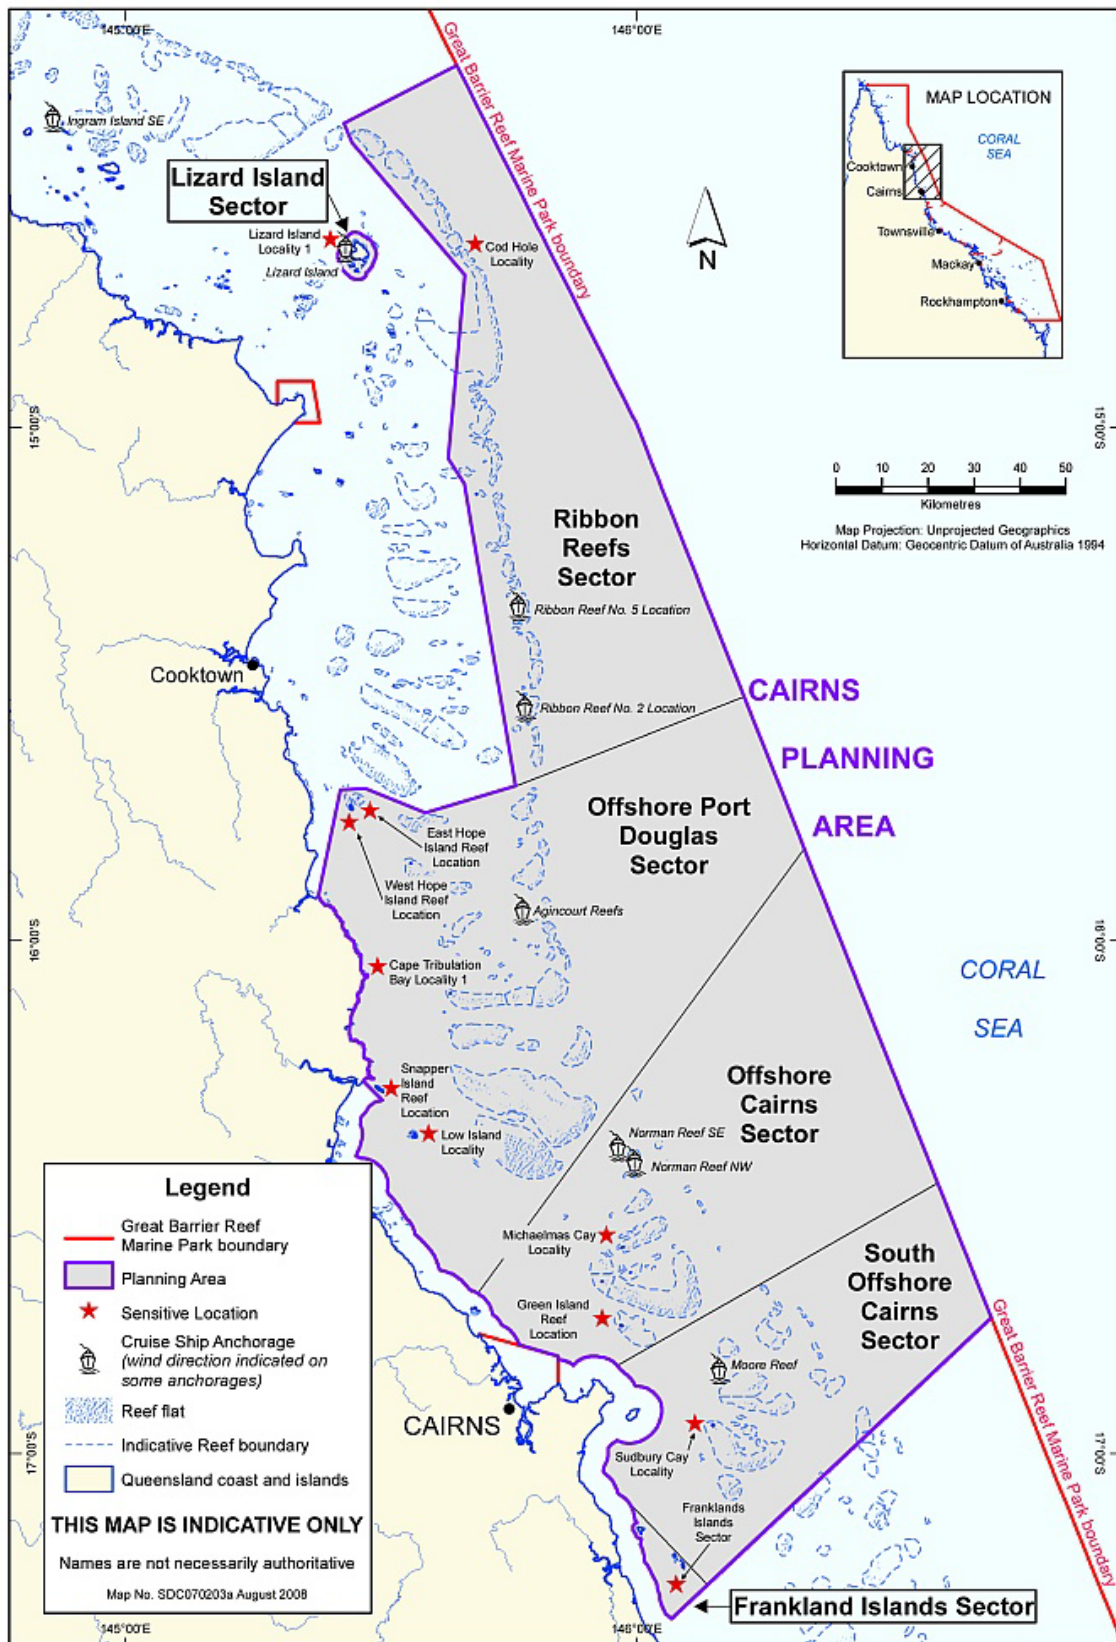 145°00'E
146°00'E
Great Barrier Reef Marine Park boundary
Ingram Island SE
MAP LOCATION
CORAL
SEA
Cooktown
Cairns
Townsville
Mackay
Rockhampton
Lizard Island
Sector
Lizard Island
Locality 1
Lizard Island
Cod Hole
Locality
N
15°00'S
15°00'S
0 10 20 30 40 50
Kilometres
Map Projection: Unprojected Geographics
Horizontal Datum: Geocentric Datum of Australia 1994
Ribbon
Reefs
Sector
Ribbon Reef No. 5 Location
Cooktown
Ribbon Reef No. 2 Location
CAIRNS
PLANNING
AREA
Offshore Port
Douglas
Sector
East Hope
Island Reef
Location
West Hope
Island Reef
Location
Agincourt Reefs
16°00'S
16°00'S
Cape Tribulation
Bay Locality 1
CORAL
SEA
Snapper
Island
Reef
Location
Low Island
Locality
Offshore
Cairns
Sector
Norman Reef SE
Norman Reef NW
Michaelmas Cay
Locality
Green Island
Reef
Location
South
Offshore
Cairns
Sector
Moore Reef
CAIRNS
Sudbury Cay
Locality
Franklands
Islands
Sector
Great Barrier Reef Marine Park boundary
17°00'S
17°00'S
Frankland Islands Sector
Legend
Great Barrier Reef
Marine Park boundary
Planning Area
Sensitive Location
Cruise Ship Anchorage
(wind direction indicated on
some anchorages)
Reef flat
Indicative Reef boundary
Queensland coast and islands
THIS MAP IS INDICATIVE ONLY
Names are not necessarily authoritative
Map No. SDC070203a August 2008
145°00'E
146°00'E